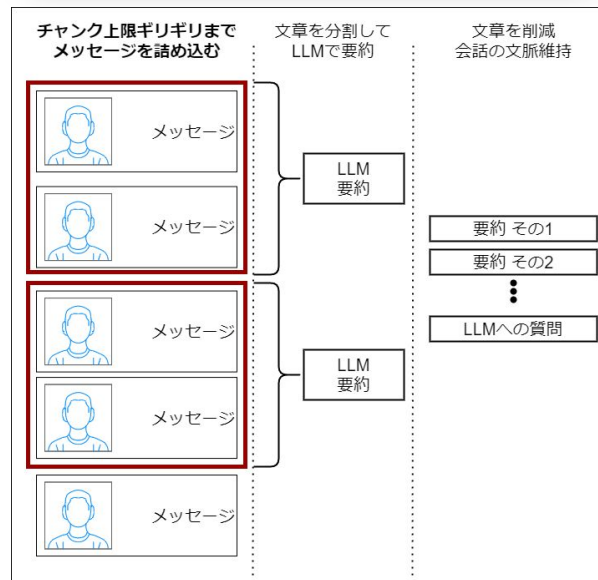 チャンク上限ギリギリまで
メッセージを詰め込む
文章を分割して
LLMで要約
文章を削減
会話の文脈維持
メッセージ
メッセージ
LLM
要約
要約 その1
要約 その2
LLMへの質問
メッセージ
メッセージ
LLM
要約
メッセージ